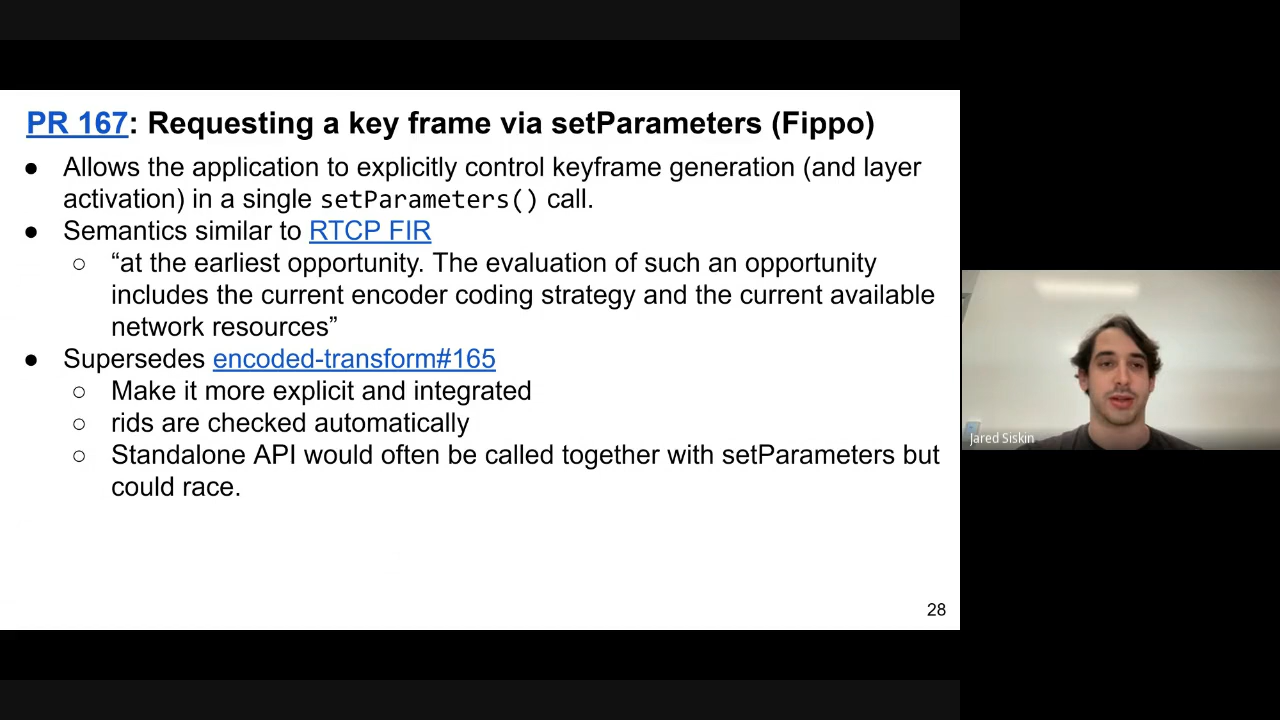 PR 167: Requesting a key frame via setParameters (Fippo)
● Allows the application to explicitly control keyframe generation (and layer
activation) in a single setParameters() call.
● Semantics similar to RTCP FIR
○ “at the earliest opportunity. The evaluation of such an opportunity
includes the current encoder coding strategy and the current available
network resources”
● Supersedes encoded-transform#165
○ Make it more explicit and integrated
○ rids are checked automatically
○ Standalone API would often be called together with setParameters but
could race.
28
Jared Siskin